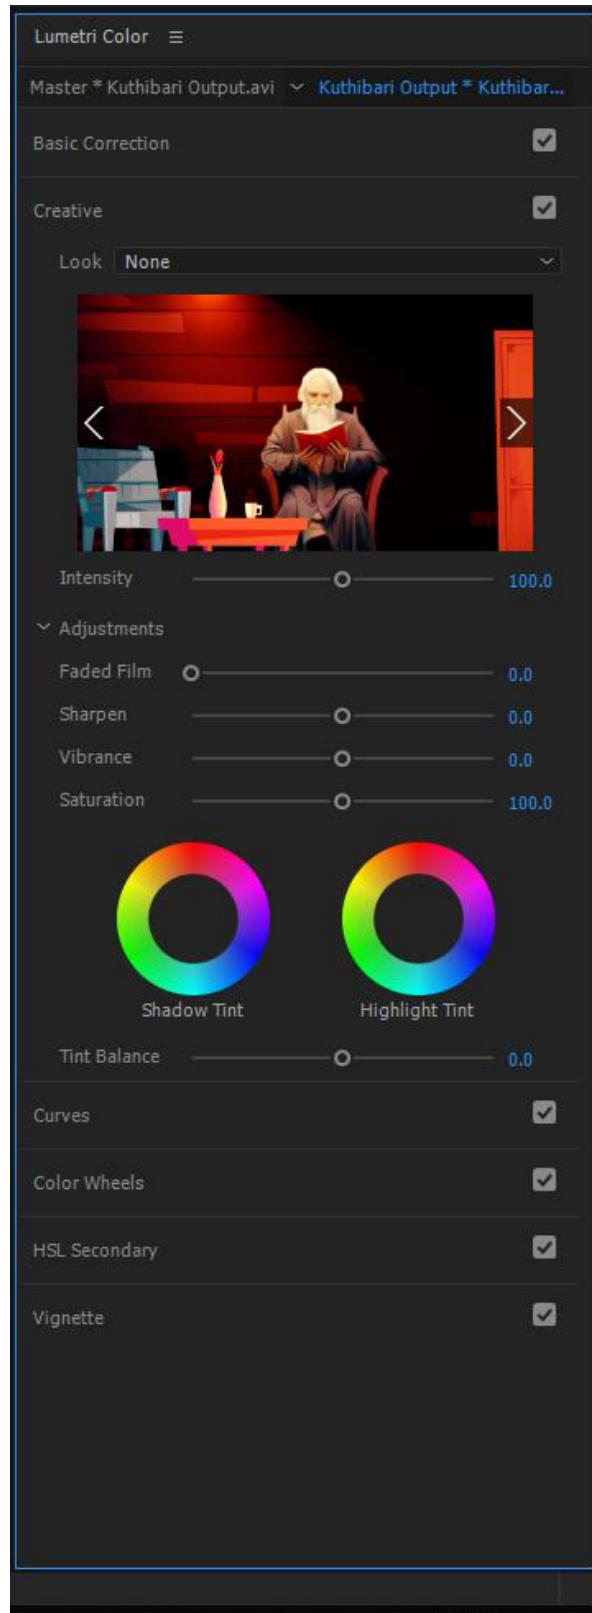 Lumetri Color
Master * Kuthibari Output.avi Kuthibari Output * Kuthibar...
Basic Correction
Creative
Look None
Intensity 100.0
Adjustments
Faded Film 0.0
Sharpen 0.0
Vibrance 0.0
Saturation 100.0
Shadow Tint Highlight Tint
Tint Balance 0.0
Curves
Color Wheels
HSL Secondary
Vignette